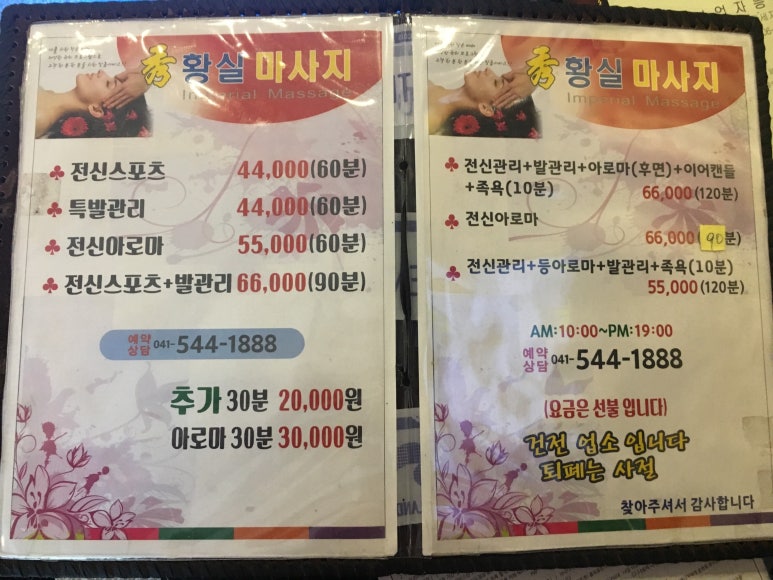 秀 황실 마사지
Imperial Massage
♣ 전신스포츠 44,000(60분)
♣ 특발관리 44,000(60분)
♣ 전신아로마 55,000(60분)
♣ 전신스포츠+발관리 66,000(90분)
예약
상담 041-544-1888
추가 30분 20,000원
아로마 30분 30,000원
秀 황실 마사지
Imperial Massage
♣ 전신관리+발관리+아로마(후면)+이어캔들
+족욕(10분) 66,000(120분)
♣ 전신아로마
66,000(90분)
♣ 전신관리+등아로마+발관리+족욕(10분)
55,000(120분)
AM:10:00~PM:19:00
예약
상담 041-544-1888
(요금은 선불 입니다)
건전 업소 입니다
퇴폐는 사절
찾아주셔서 감사합니다